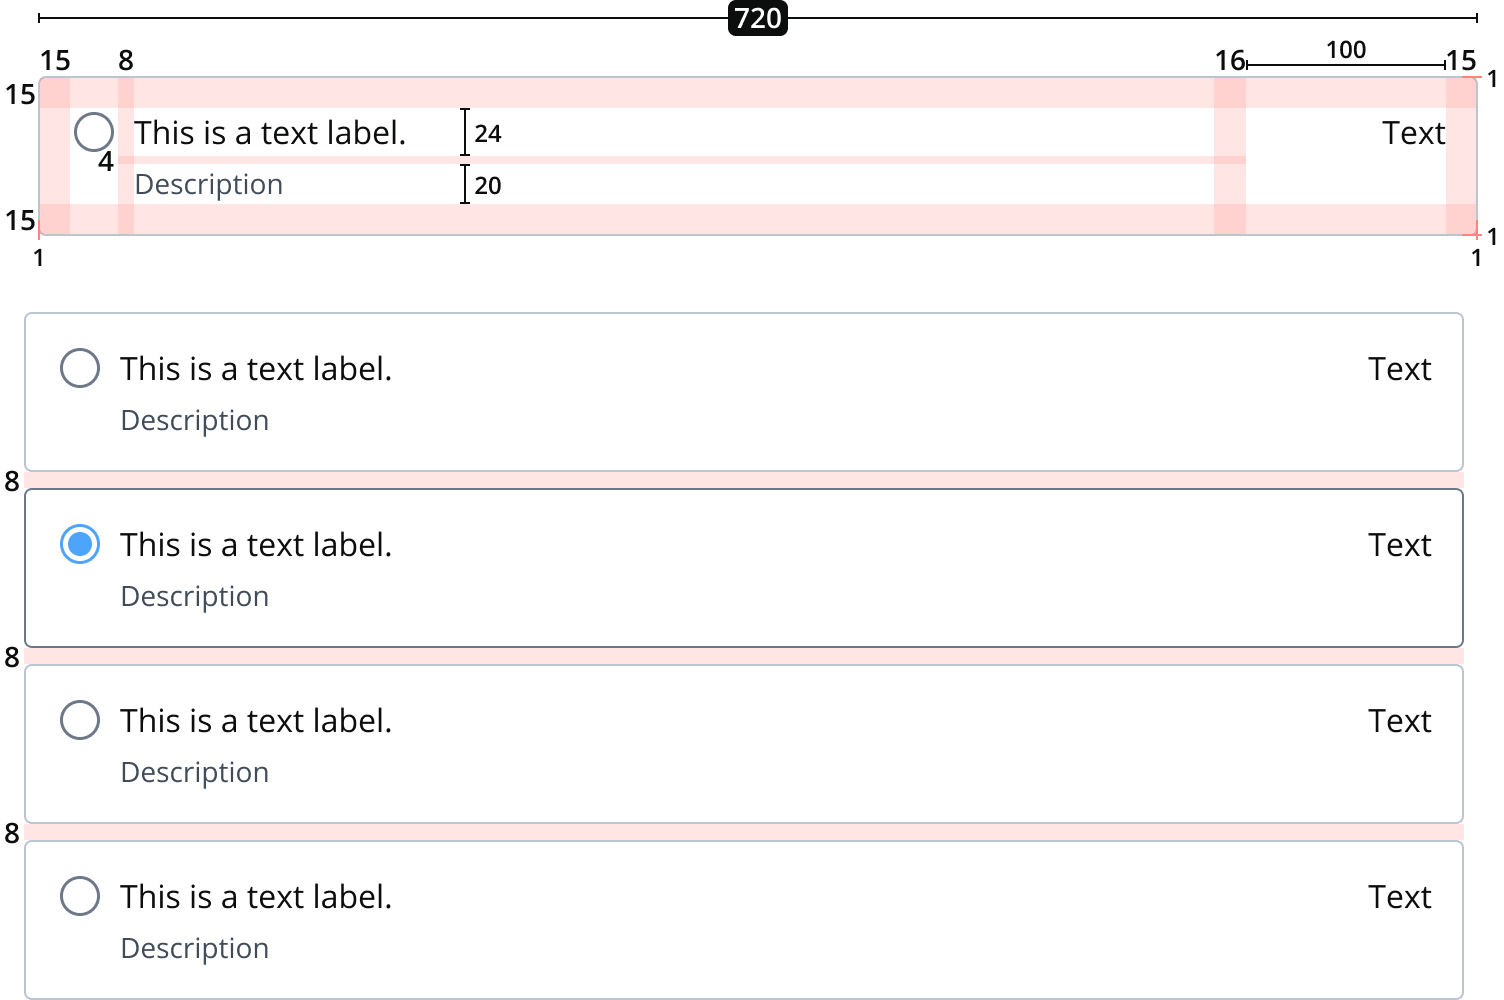 720
15 8 16 100 15
15 1
This is a text label. 24 Text
4
Description 20
15 1
1 1
This is a text label. Text
Description
8
This is a text label. Text
Description
8
This is a text label. Text
Description
8
This is a text label. Text
Description